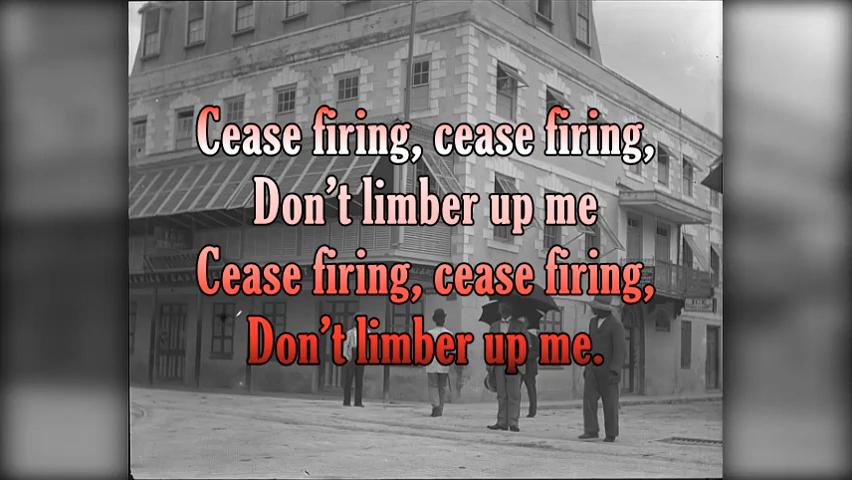 Cease firing, cease firing,
Don't limber up me
Cease firing, cease firing,
Don't limber up me.